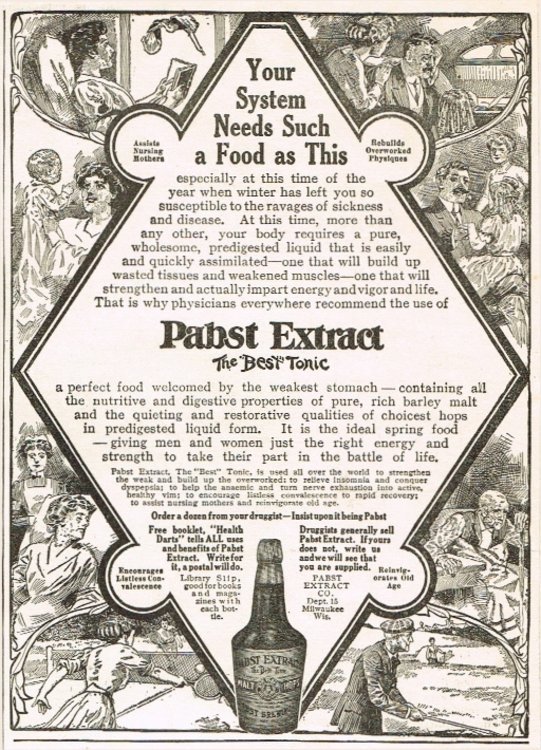 Your
System
Needs Such
a Food as This
Assists
Nursing
Mothers
Rebuilds
Overworked
Physiques
especially at this time of the
year when winter has left you so
susceptible to the ravages of sickness
and disease. At this time, more than
any other, your body requires a pure,
wholesome, predigested liquid that is easily
and quickly assimilated—one that will build up
wasted tissues and weakened muscles—one that will
strengthen and actually impart energy and vigor and life.
That is why physicians everywhere recommend the use of
Pabst Extract
The "Best" Tonic
a perfect food welcomed by the weakest stomach—containing all
the nutritive and digestive properties of pure, rich barley malt
and the quieting and restorative qualities of choicest hops
in predigested liquid form. It is the ideal spring food
—giving men and women just the right energy and
strength to take their part in the battle of life.
Pabst Extract, The "Best" Tonic, is used all over the world to strengthen
the weak and build up the overworked; to relieve insomnia and conquer
dyspepsia; to help the anaemic and turn nerve exhaustion into active,
healthy vim; to encourage listless convalescence to rapid recovery;
to assist nursing mothers and reinvigorate old age.
Order a dozen from your druggist—Insist upon it being Pabst
Free booklet, "Health
Darts" tells ALL uses
and benefits of Pabst
Extract. Write for
it, a postal will do.
Library Slip,
good for books
and maga-
zines with
each bot-
tle.
Druggists generally sell
Pabst Extract. If yours
does not, write us
and we will see that
you are supplied.
PABST
EXTRACT
CO.
Dept. 15
Milwaukee
Wis.
Encourages
Listless Con-
valescence
Reinvig-
orates Old
Age
PABST EXTRACT
The Best Tonic
MALT